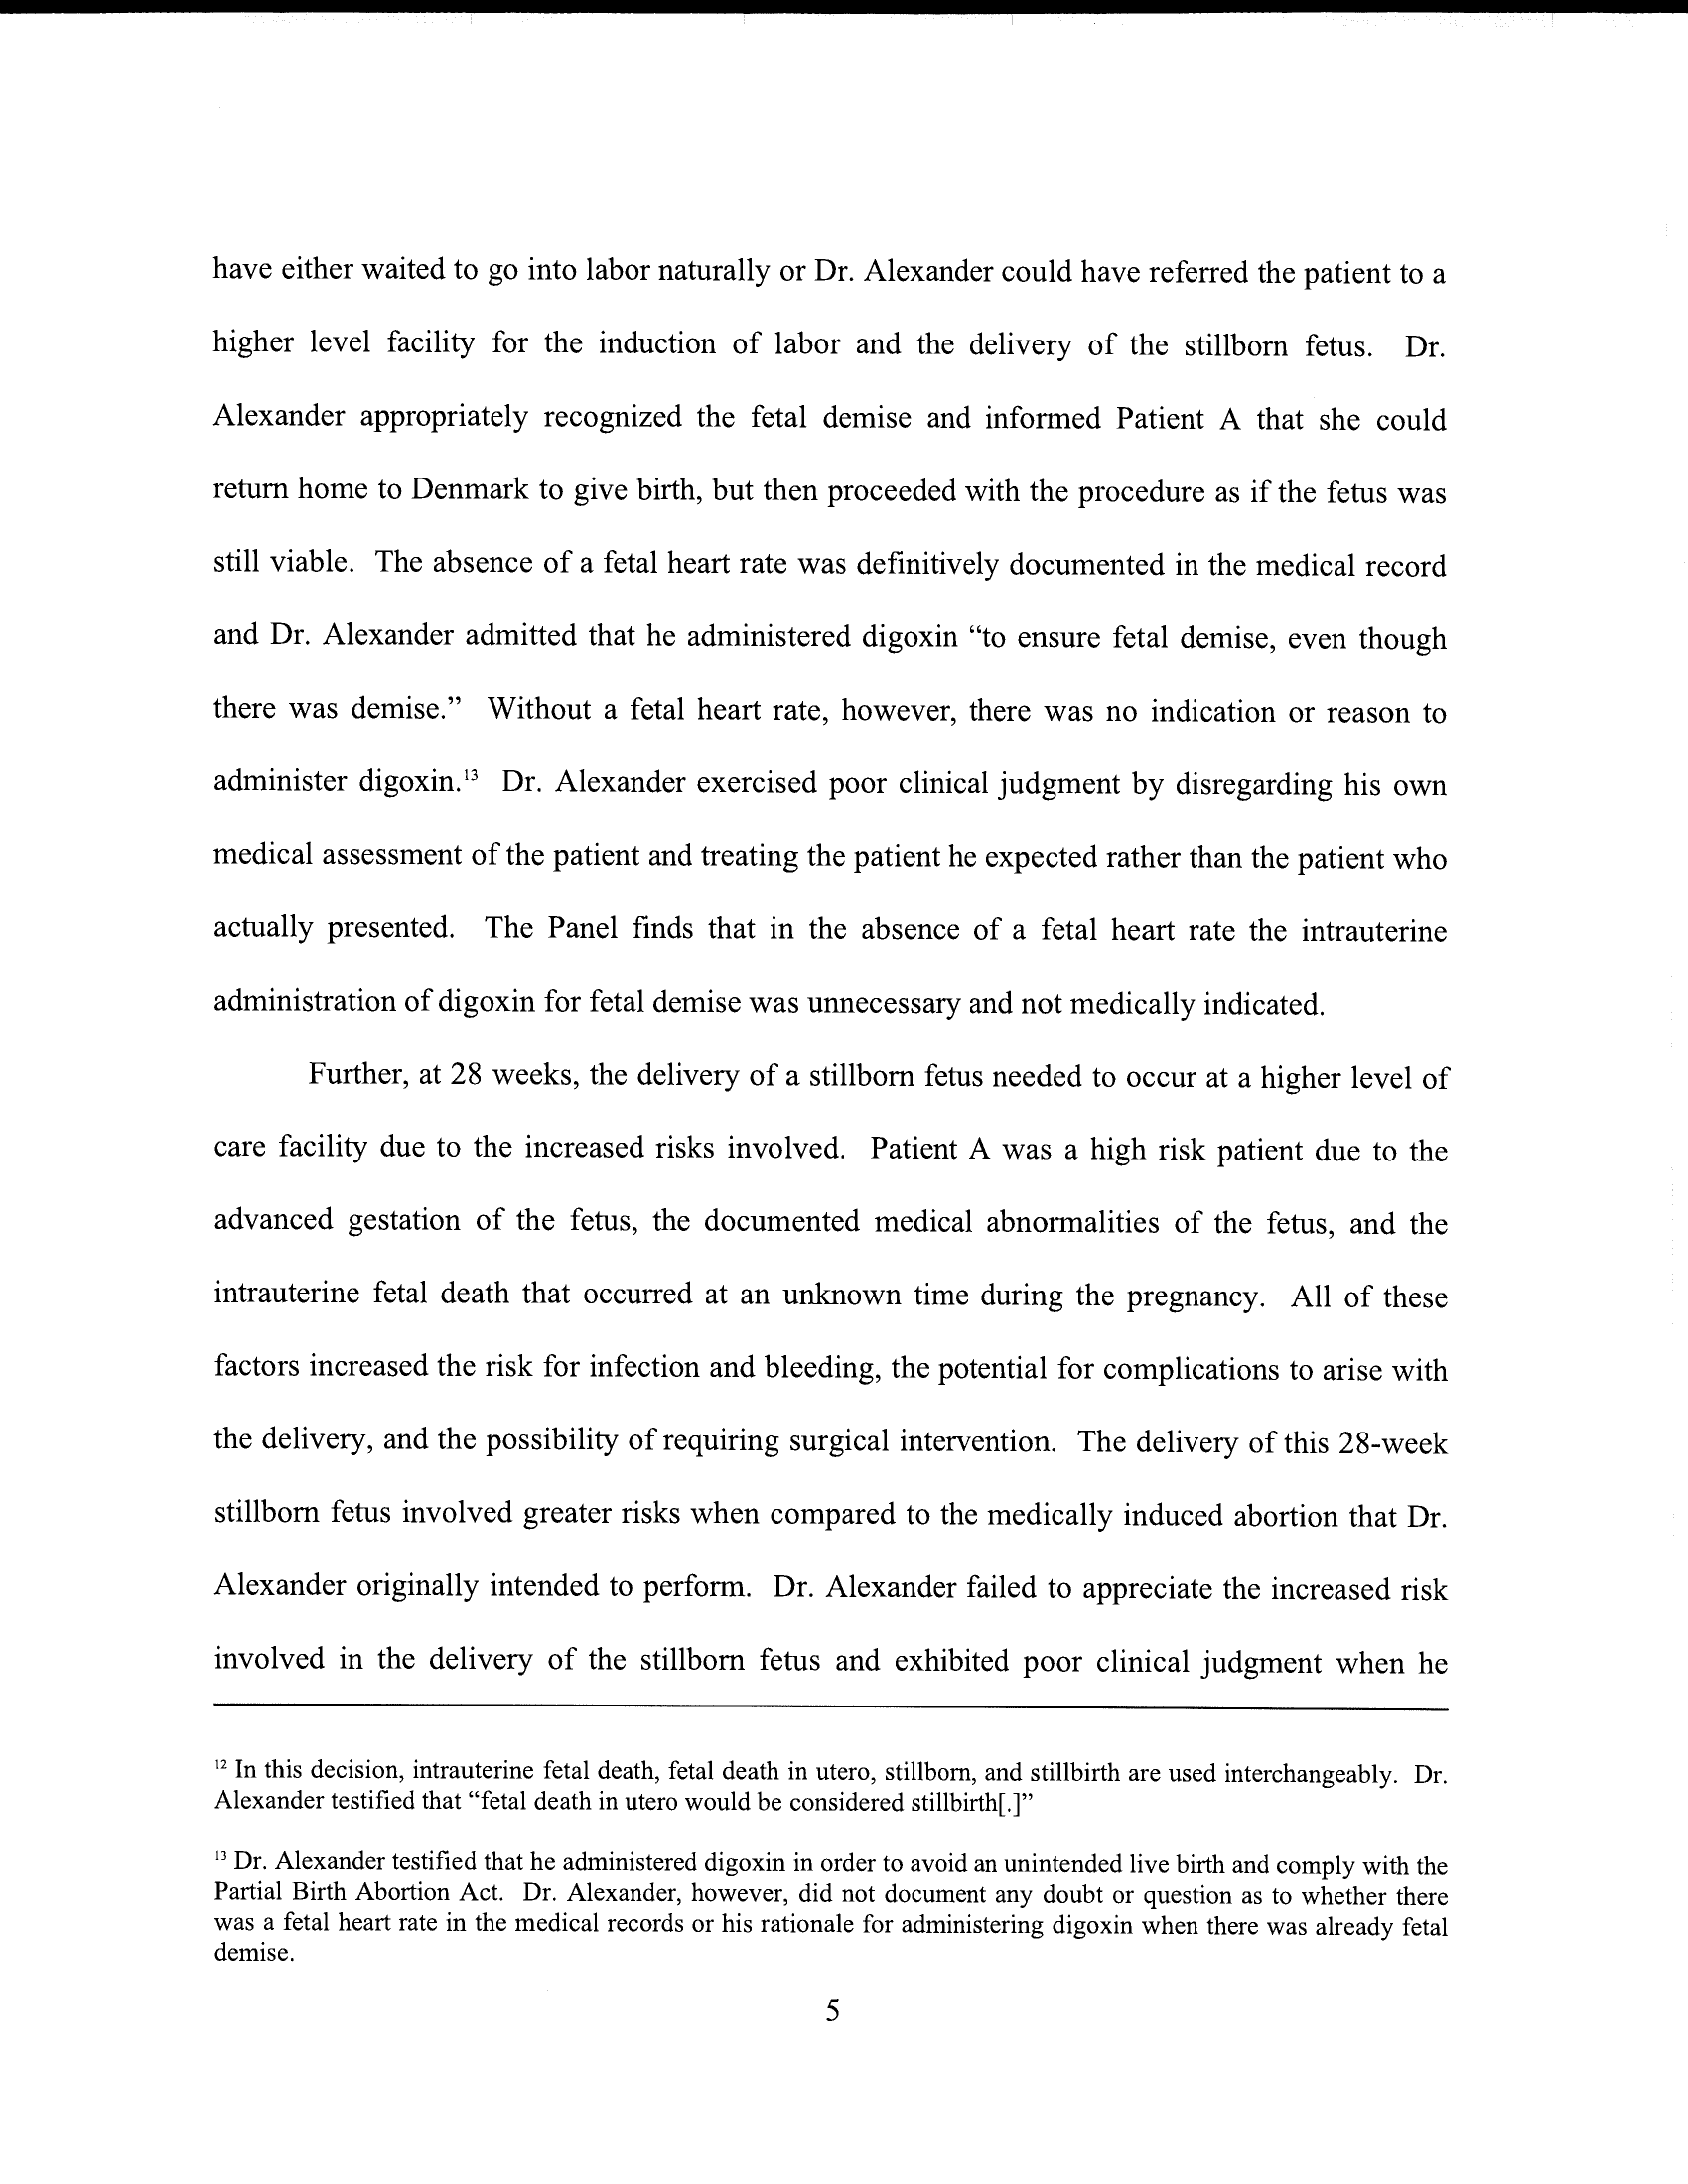 have either waited to go into labor naturally or Dr. Alexander could have referred the patient to a
higher level facility for the induction of labor and the delivery of the stillborn fetus. Dr.
Alexander appropriately recognized the fetal demise and informed Patient A that she could
return home to Denmark to give birth, but then proceeded with the procedure as if the fetus was
still viable. The absence of a fetal heart rate was definitively documented in the medical record
and Dr. Alexander admitted that he administered digoxin “to ensure fetal demise, even though
there was demise.” Without a fetal heart rate, however, there was no indication or reason to
administer digoxin.¹³ Dr. Alexander exercised poor clinical judgment by disregarding his own
medical assessment of the patient and treating the patient he expected rather than the patient who
actually presented. The Panel finds that in the absence of a fetal heart rate the intrauterine
administration of digoxin for fetal demise was unnecessary and not medically indicated.
Further, at 28 weeks, the delivery of a stillborn fetus needed to occur at a higher level of
care facility due to the increased risks involved. Patient A was a high risk patient due to the
advanced gestation of the fetus, the documented medical abnormalities of the fetus, and the
intrauterine fetal death that occurred at an unknown time during the pregnancy. All of these
factors increased the risk for infection and bleeding, the potential for complications to arise with
the delivery, and the possibility of requiring surgical intervention. The delivery of this 28-week
stillborn fetus involved greater risks when compared to the medically induced abortion that Dr.
Alexander originally intended to perform. Dr. Alexander failed to appreciate the increased risk
involved in the delivery of the stillborn fetus and exhibited poor clinical judgment when he
¹² In this decision, intrauterine fetal death, fetal death in utero, stillborn, and stillbirth are used interchangeably. Dr.
Alexander testified that “fetal death in utero would be considered stillbirth[.]”
¹³ Dr. Alexander testified that he administered digoxin in order to avoid an unintended live birth and comply with the
Partial Birth Abortion Act. Dr. Alexander, however, did not document any doubt or question as to whether there
was a fetal heart rate in the medical records or his rationale for administering digoxin when there was already fetal
demise.
5